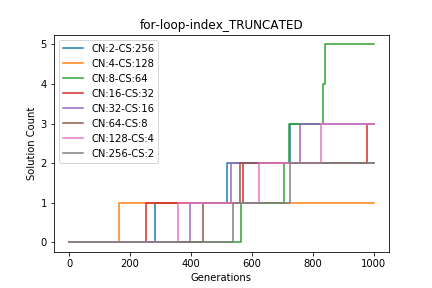 for-loop-index_TRUNCATED
5
4
3
2
1
0
Solution Count
CN:2-CS:256
CN:4-CS:128
CN:8-CS:64
CN:16-CS:32
CN:32-CS:16
CN:64-CS:8
CN:128-CS:4
CN:256-CS:2
0 200 400 600 800 1000
Generations